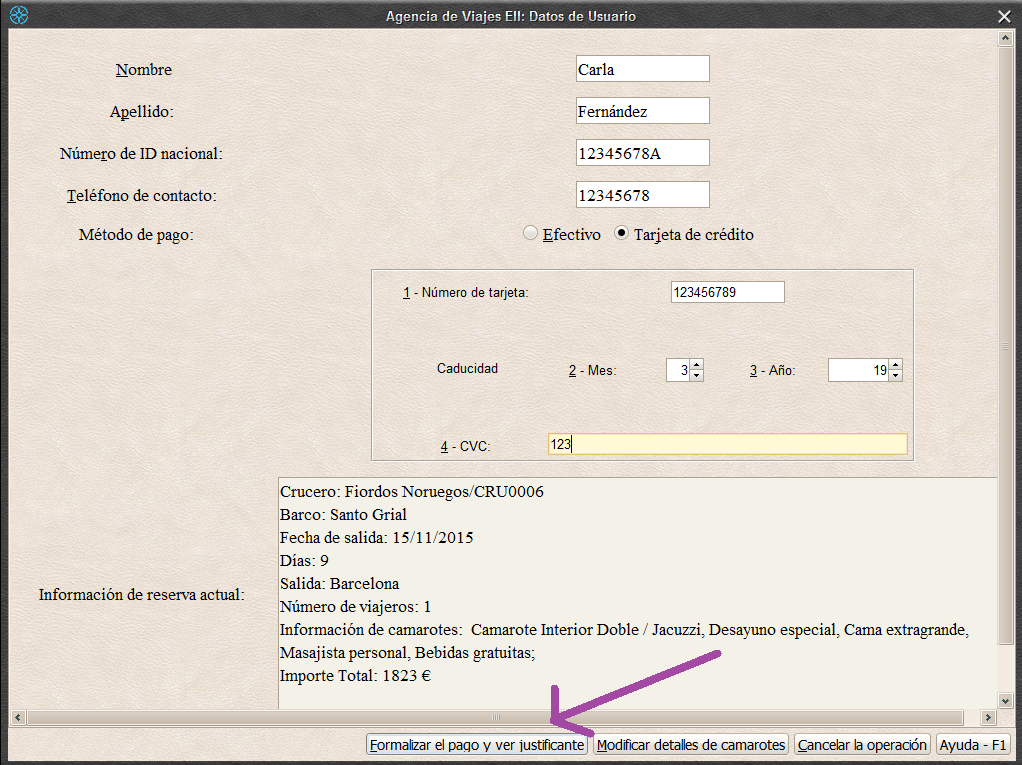 Agencia de Viajes EII: Datos de Usuario
Nombre
Carla
Apellido:
Fernández
Número de ID nacional:
12345678A
Teléfono de contacto:
12345678
Método de pago:
Efectivo
Tarjeta de crédito
1 - Número de tarjeta:
123456789
Caducidad
2 - Mes:
3
3 - Año:
19
4 - CVC:
123
Información de reserva actual:
Crucero: Fiordos Noruegos/CRU0006
Barco: Santo Grial
Fecha de salida: 15/11/2015
Días: 9
Salida: Barcelona
Número de viajeros: 1
Información de camarotes:  Camarote Interior Doble / Jacuzzi, Desayuno especial, Cama extragrande,
Masajista personal, Bebidas gratuitas;
Importe Total: 1823 €
Formalizar el pago y ver justificante
Modificar detalles de camarotes
Cancelar la operación
Ayuda - F1